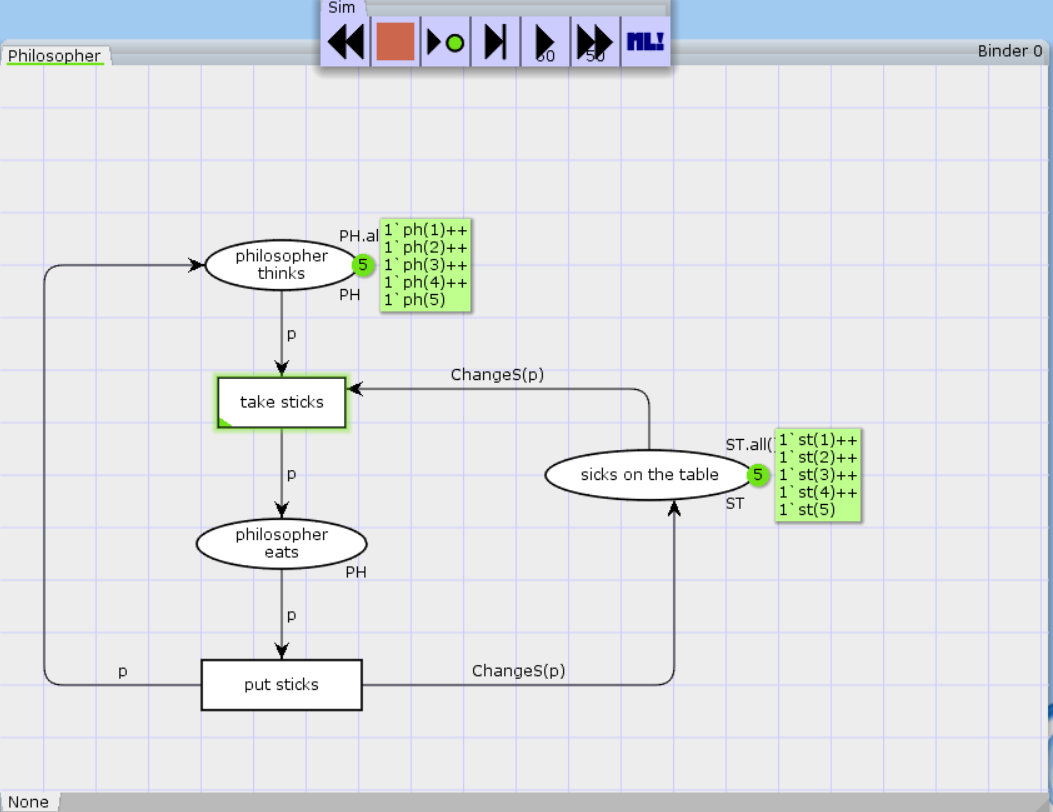 Sim
50
50
ML!
Philosopher
Binder 0
PH.al
1`ph(1)++
1`ph(2)++
1`ph(3)++
1`ph(4)++
1`ph(5)
philosopher
thinks
5
PH
p
ChangeS(p)
take sticks
p
ST.all(
1`st(1)++
1`st(2)++
1`st(3)++
1`st(4)++
1`st(5)
sicks on the table
5
ST
philosopher
eats
PH
p
p
put sticks
ChangeS(p)
None